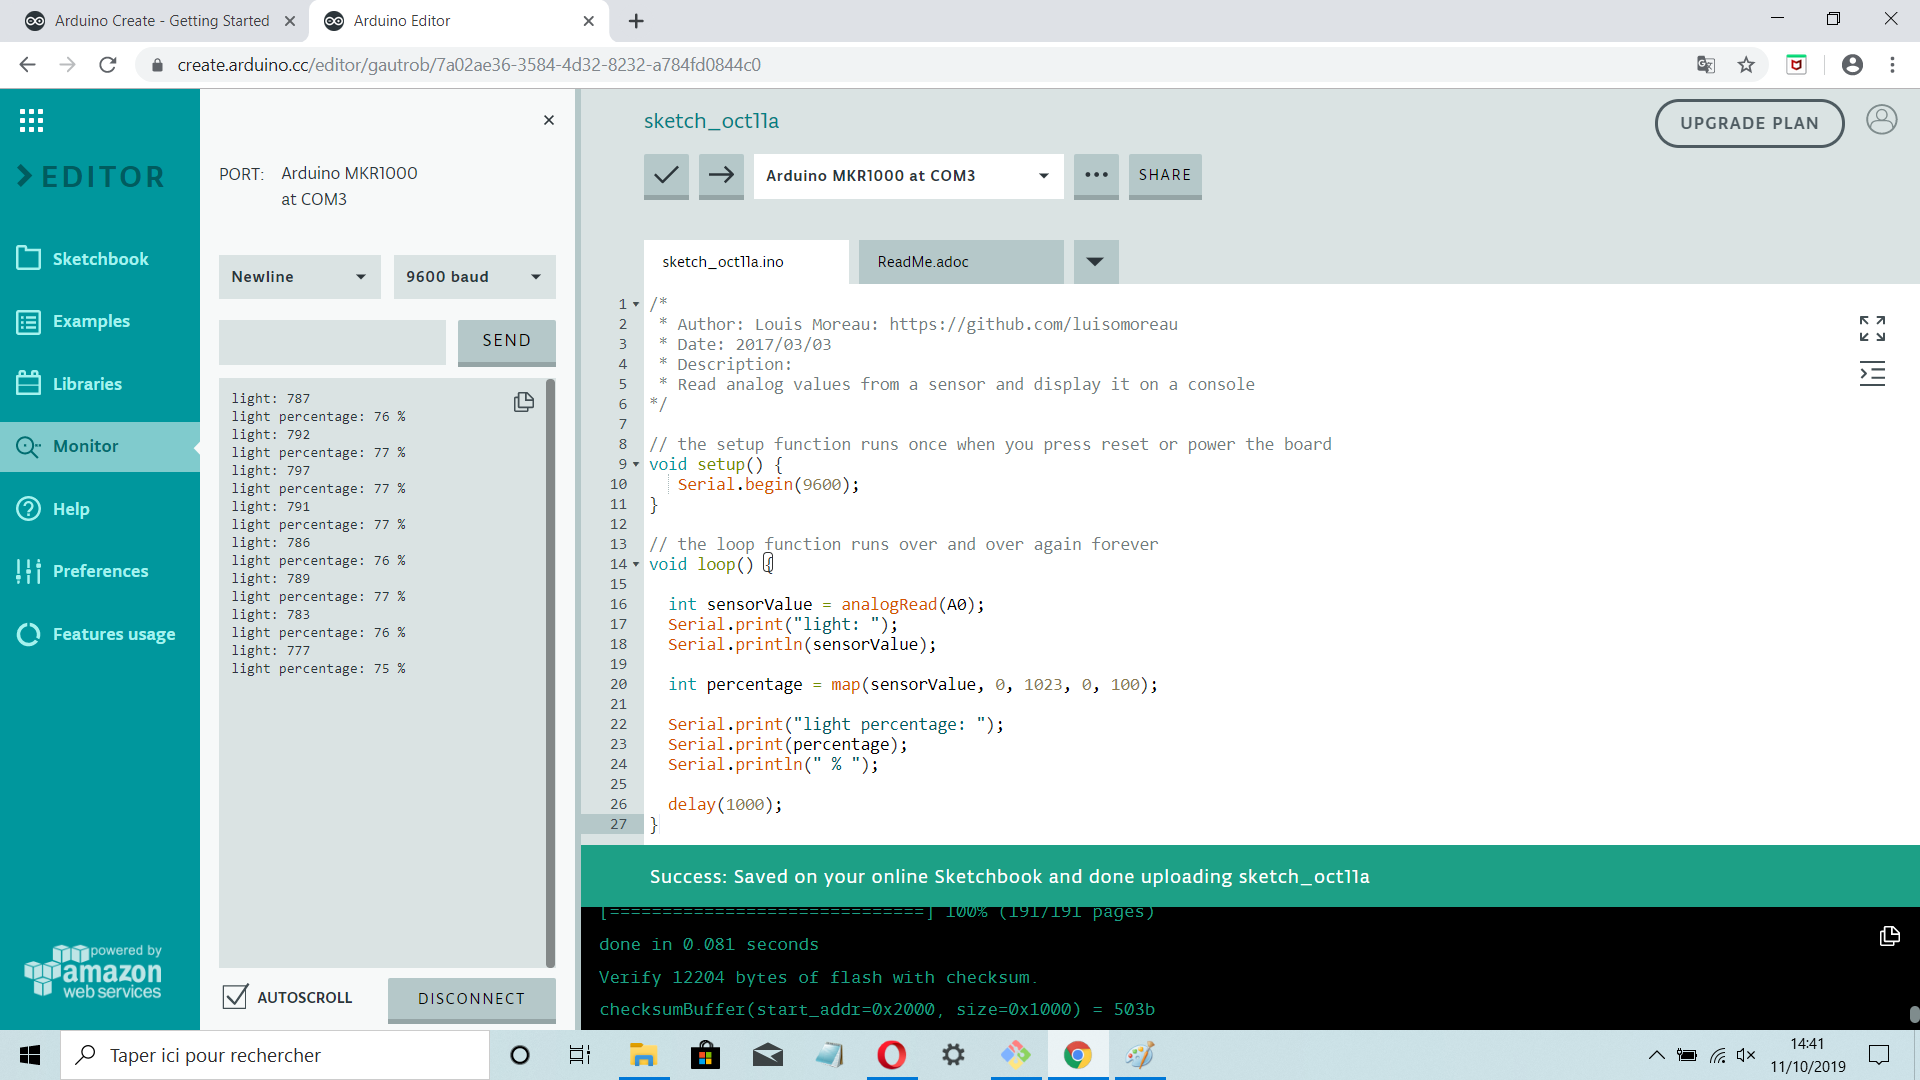 Arduino Create - Getting Started
Arduino Editor
create.arduino.cc/editor/gautrob/7a02ae36-3584-4d32-8232-a784fd0844c0
EDITOR
Sketchbook
Examples
Libraries
Monitor
Help
Preferences
Features usage
powered by
amazon
web services
PORT: Arduino MKR1000
at COM3
Newline
9600 baud
SEND
light: 787
light percentage: 76 %
light: 792
light percentage: 77 %
light: 797
light percentage: 77 %
light: 791
light percentage: 77 %
light: 786
light percentage: 76 %
light: 789
light percentage: 77 %
light: 783
light percentage: 76 %
light: 777
light percentage: 75 %
AUTOSCROLL
DISCONNECT
sketch_oct11a
UPGRADE PLAN
Arduino MKR1000 at COM3
SHARE
sketch_oct11a.ino
ReadMe.adoc
1 /*
2 * Author: Louis Moreau: https://github.com/luisomoreau
3 * Date: 2017/03/03
4 * Description:
5 * Read analog values from a sensor and display it on a console
6 */
7
8 // the setup function runs once when you press reset or power the board
9 void setup() {
10 Serial.begin(9600);
11 }
12
13 // the loop function runs over and over again forever
14 void loop() {
15
16 int sensorValue = analogRead(A0);
17 Serial.print("light: ");
18 Serial.println(sensorValue);
19
20 int percentage = map(sensorValue, 0, 1023, 0, 100);
21
22 Serial.print("light percentage: ");
23 Serial.print(percentage);
24 Serial.println(" % ");
25
26 delay(1000);
27 }
Success: Saved on your online Sketchbook and done uploading sketch_oct11a
[==============================] 100% (191/191 pages)
done in 0.081 seconds
Verify 12204 bytes of flash with checksum.
checksumBuffer(start_addr=0x2000, size=0x1000) = 503b
Taper ici pour rechercher
14:41
11/10/2019